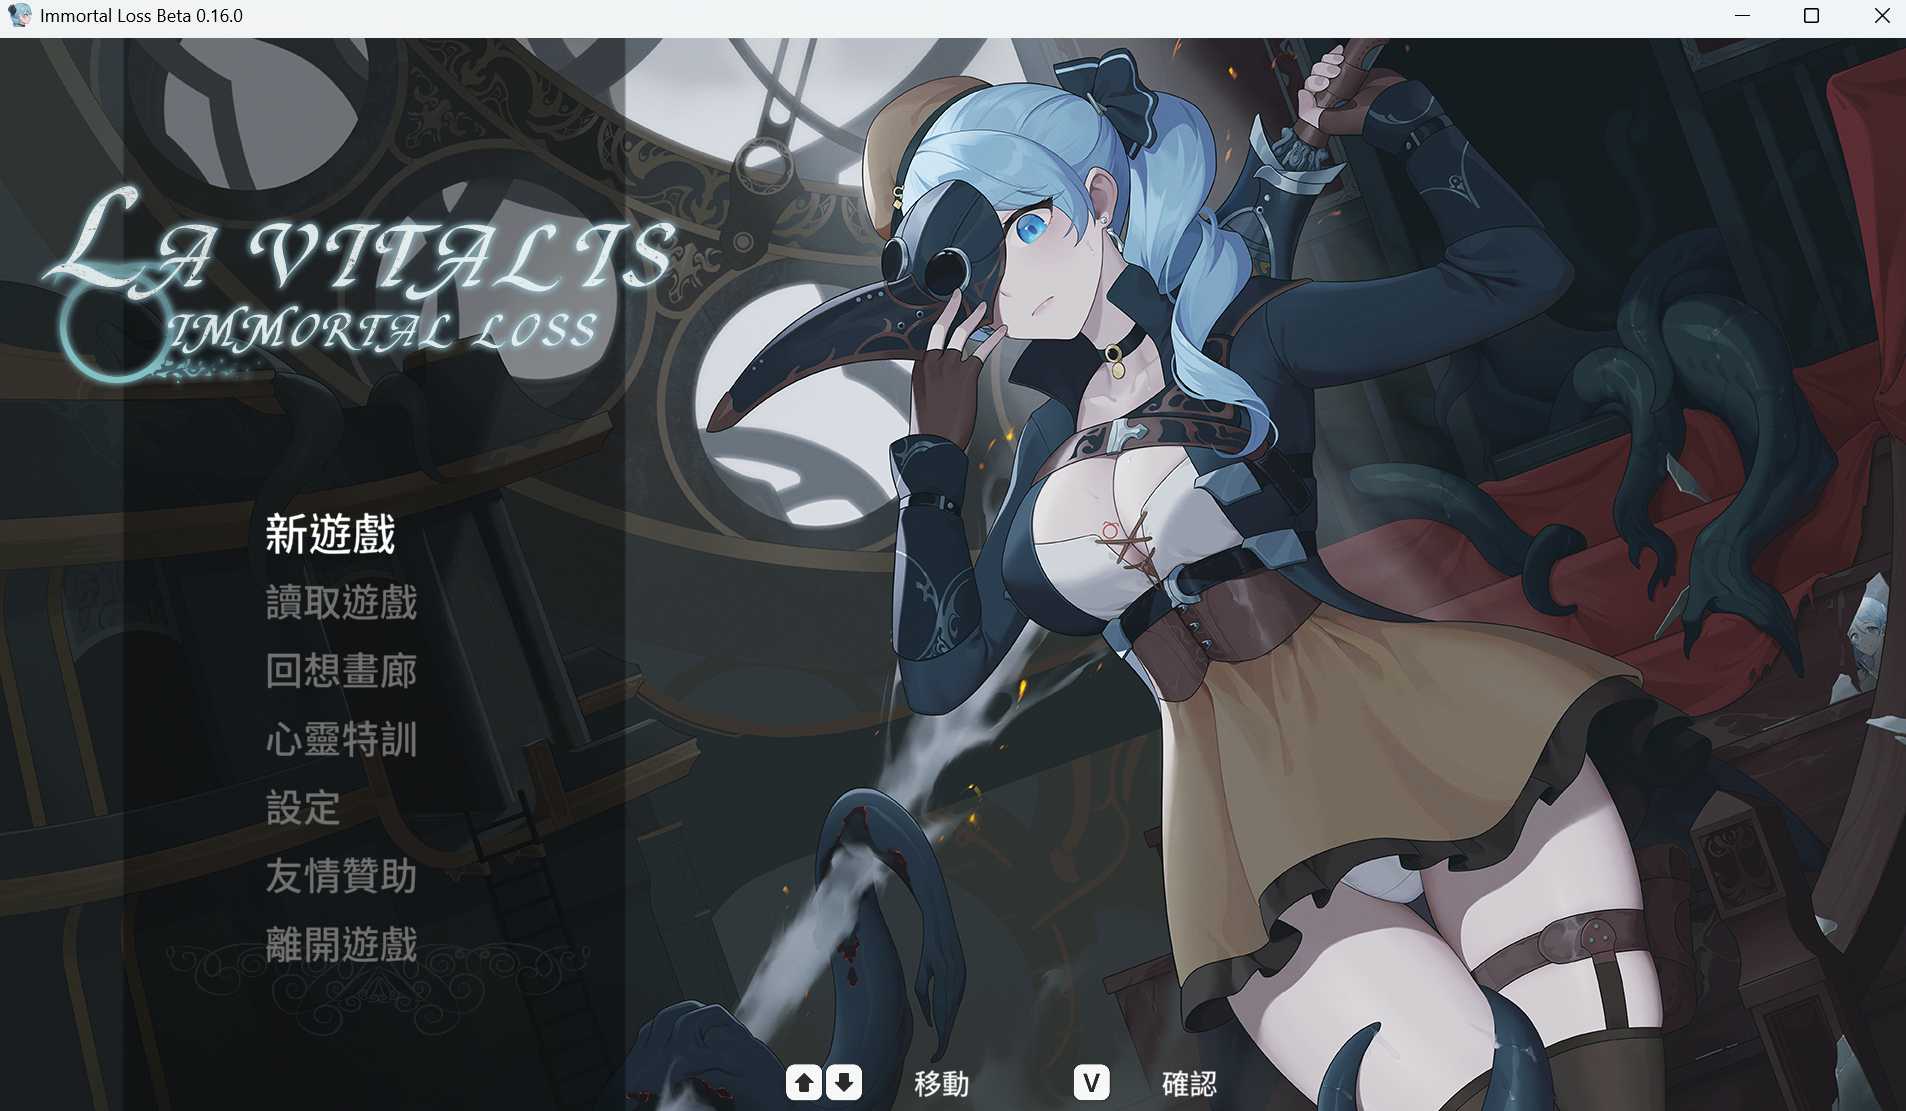 Immortal Loss Beta 0.16.0
LA VITALIS
IMMORTAL LOSS
新遊戲
讀取遊戲
回想畫廊
心靈特訓
設定
友情贊助
離開遊戲
移動 V 確認